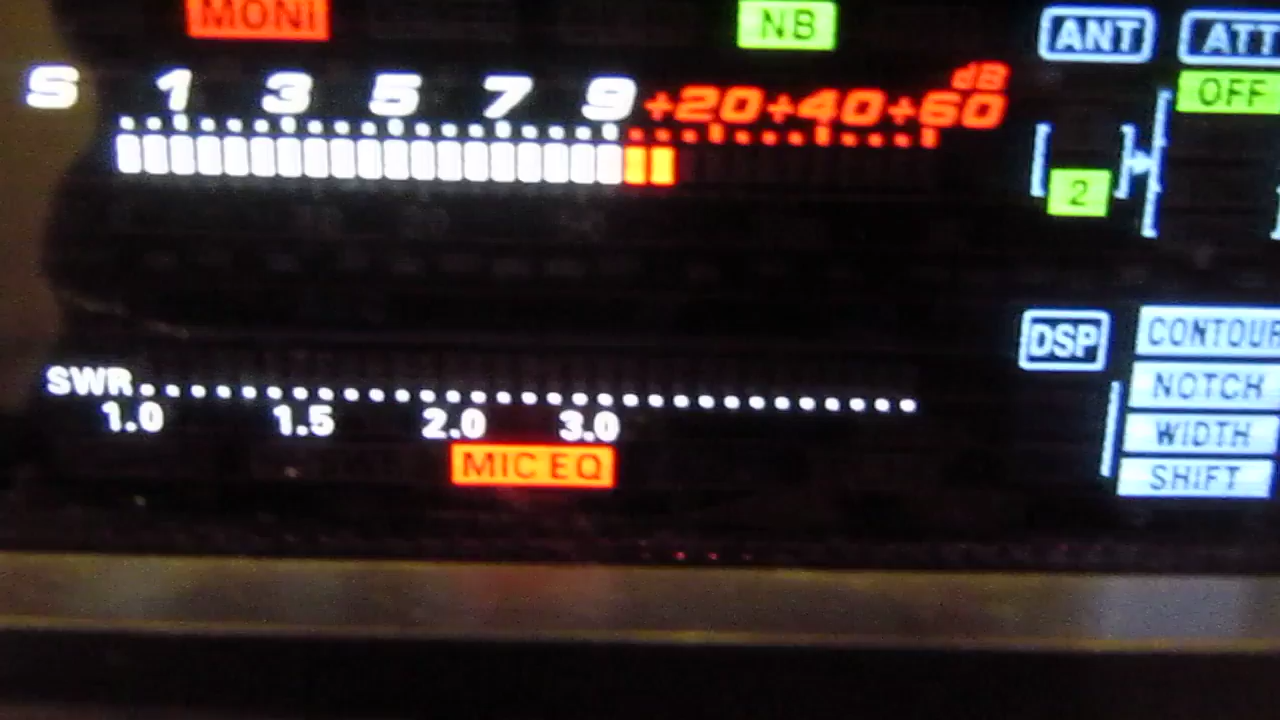 MONI NB ANT ATT
S 1 3 5 7 9 +20 +40 +60 dB
OFF
2
DSP CONTOUR
NOTCH
WIDTH
SHIFT
SWR
1.0 1.5 2.0 3.0
MIC EQ